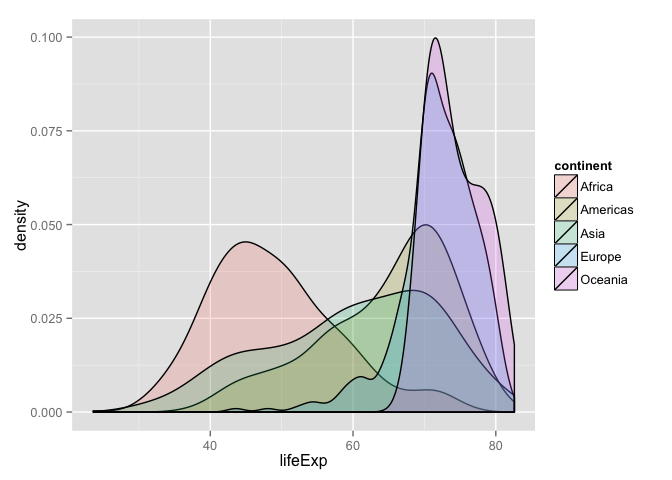 0.100
0.075
0.050
0.025
0.000
density
40 60 80
lifeExp
continent
Africa
Americas
Asia
Europe
Oceania